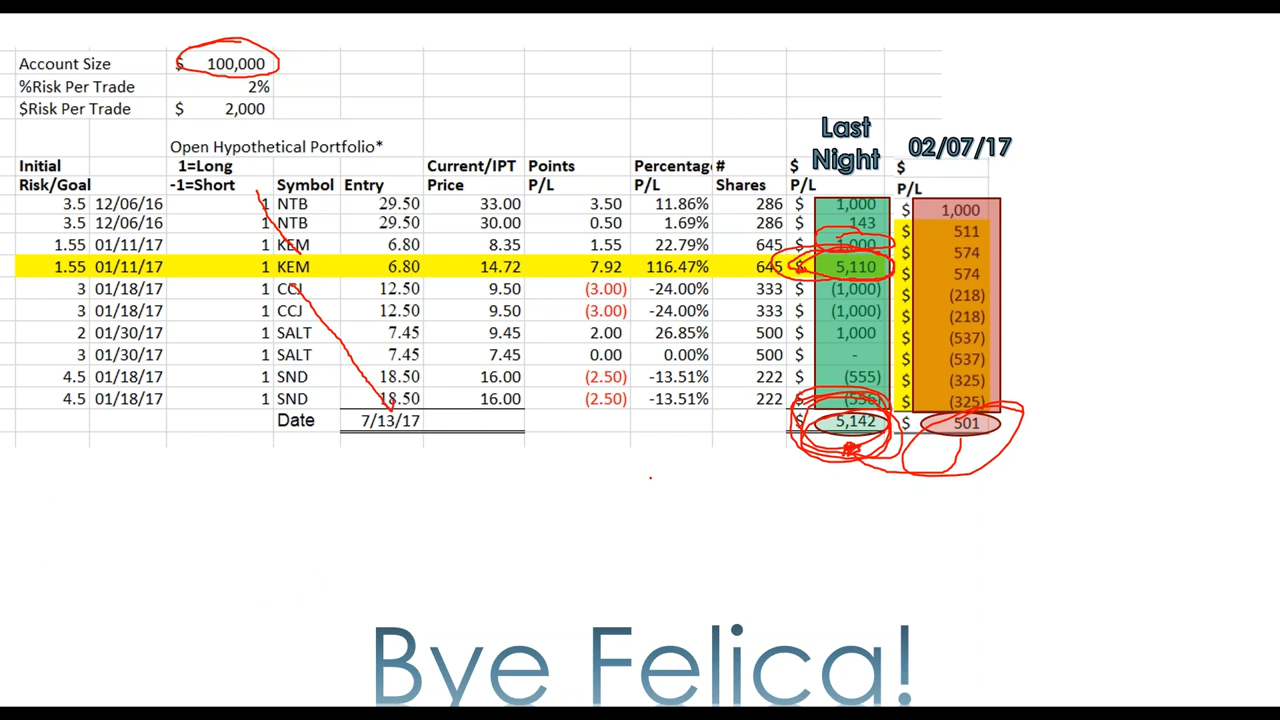 Account Size $ 100,000
%Risk Per Trade 2%
$Risk Per Trade $ 2,000
Last Night 02/07/17
Open Hypothetical Portfolio*
Initial 1=Long Current/IPT Points Percentag # $ $
Risk/Goal -1=Short Symbol Entry Price P/L P/L Shares P/L P/L
3.5 12/06/16 1 NTB 29.50 33.00 3.50 11.86% 286 $ 1,000 $ 1,000
3.5 12/06/16 1 NTB 29.50 30.00 0.50 1.69% 286 $ 143 $ 511
1.55 01/11/17 1 KEM 6.80 8.35 1.55 22.79% 645 $ 1,000 $ 574
1.55 01/11/17 1 KEM 6.80 14.72 7.92 116.47% 645 $ 5,110 $ 574
3 01/18/17 1 CCJ 12.50 9.50 (3.00) -24.00% 333 $ (1,000) $ (218)
3 01/18/17 1 CCJ 12.50 9.50 (3.00) -24.00% 333 $ (1,000) $ (218)
2 01/30/17 1 SALT 7.45 9.45 2.00 26.85% 500 $ 1,000 $ (537)
3 01/30/17 1 SALT 7.45 7.45 0.00 0.00% 500 $ - $ (537)
4.5 01/18/17 1 SND 18.50 16.00 (2.50) -13.51% 222 $ (555) $ (325)
4.5 01/18/17 1 SND 18.50 16.00 (2.50) -13.51% 222 $ $ (325)
Date 7/13/17 $ 5,142 $ 501
Bye Felica!